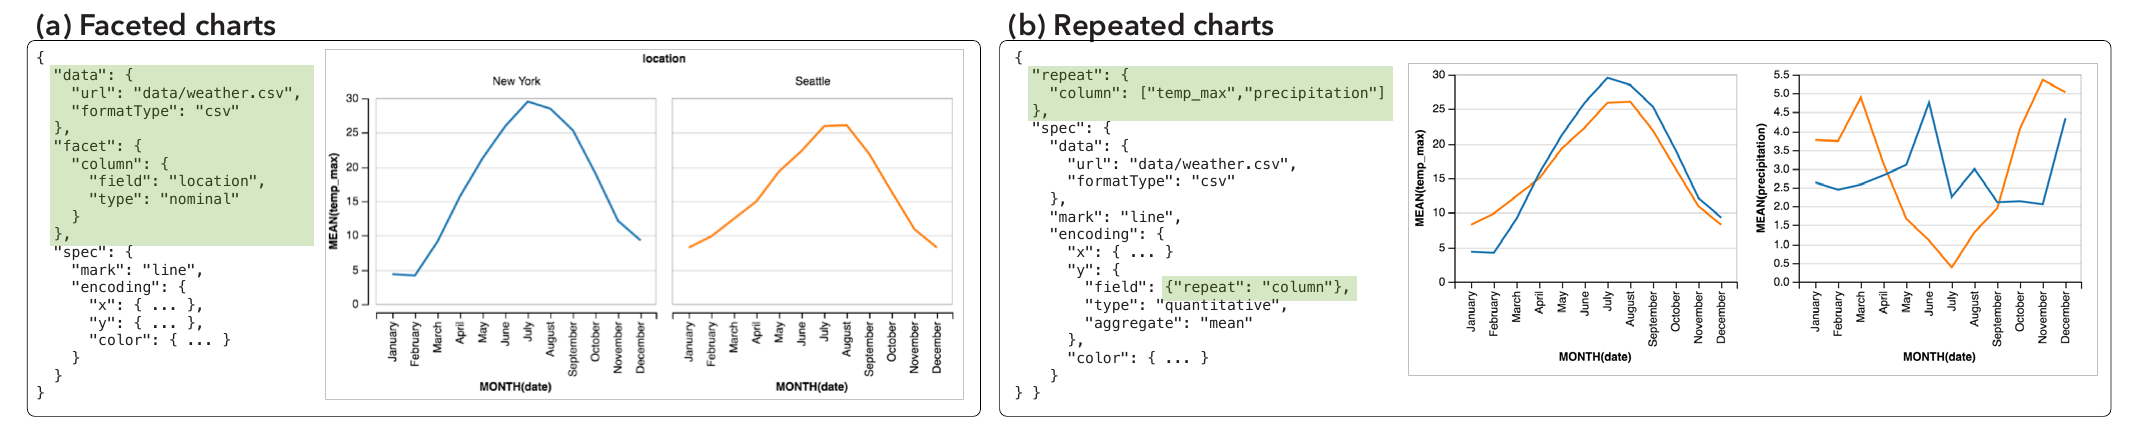 (a) Faceted charts
{
"data": {
"url": "data/weather.csv",
"formatType": "csv"
},
"facet": {
"column": {
"field": "location",
"type": "nominal"
}
},
"spec": {
"mark": "line",
"encoding": {
"x": { ... },
"y": { ... },
"color": { ... }
}
}
}
location
New York
Seattle
MEAN(temp_max)
30
25
20
15
10
5
0
January
February
March
April
May
June
July
August
September
October
November
December
MONTH(date)
January
February
March
April
May
June
July
August
September
October
November
December
MONTH(date)
(b) Repeated charts
{
"repeat": {
"column": ["temp_max","precipitation"]
},
"spec": {
"data": {
"url": "data/weather.csv",
"formatType": "csv"
},
"mark": "line",
"encoding": {
"x": { ... }
"y": {
"field": {"repeat": "column"},
"type": "quantitative",
"aggregate": "mean"
},
"color": { ... }
}
} }
MEAN(temp_max)
30
25
20
15
10
5
0
January
February
March
April
May
June
July
August
September
October
November
December
MONTH(date)
MEAN(precipitation)
5.5
5.0
4.5
4.0
3.5
3.0
2.5
2.0
1.5
1.0
0.5
0.0
January
February
March
April
May
June
July
August
September
October
November
December
MONTH(date)